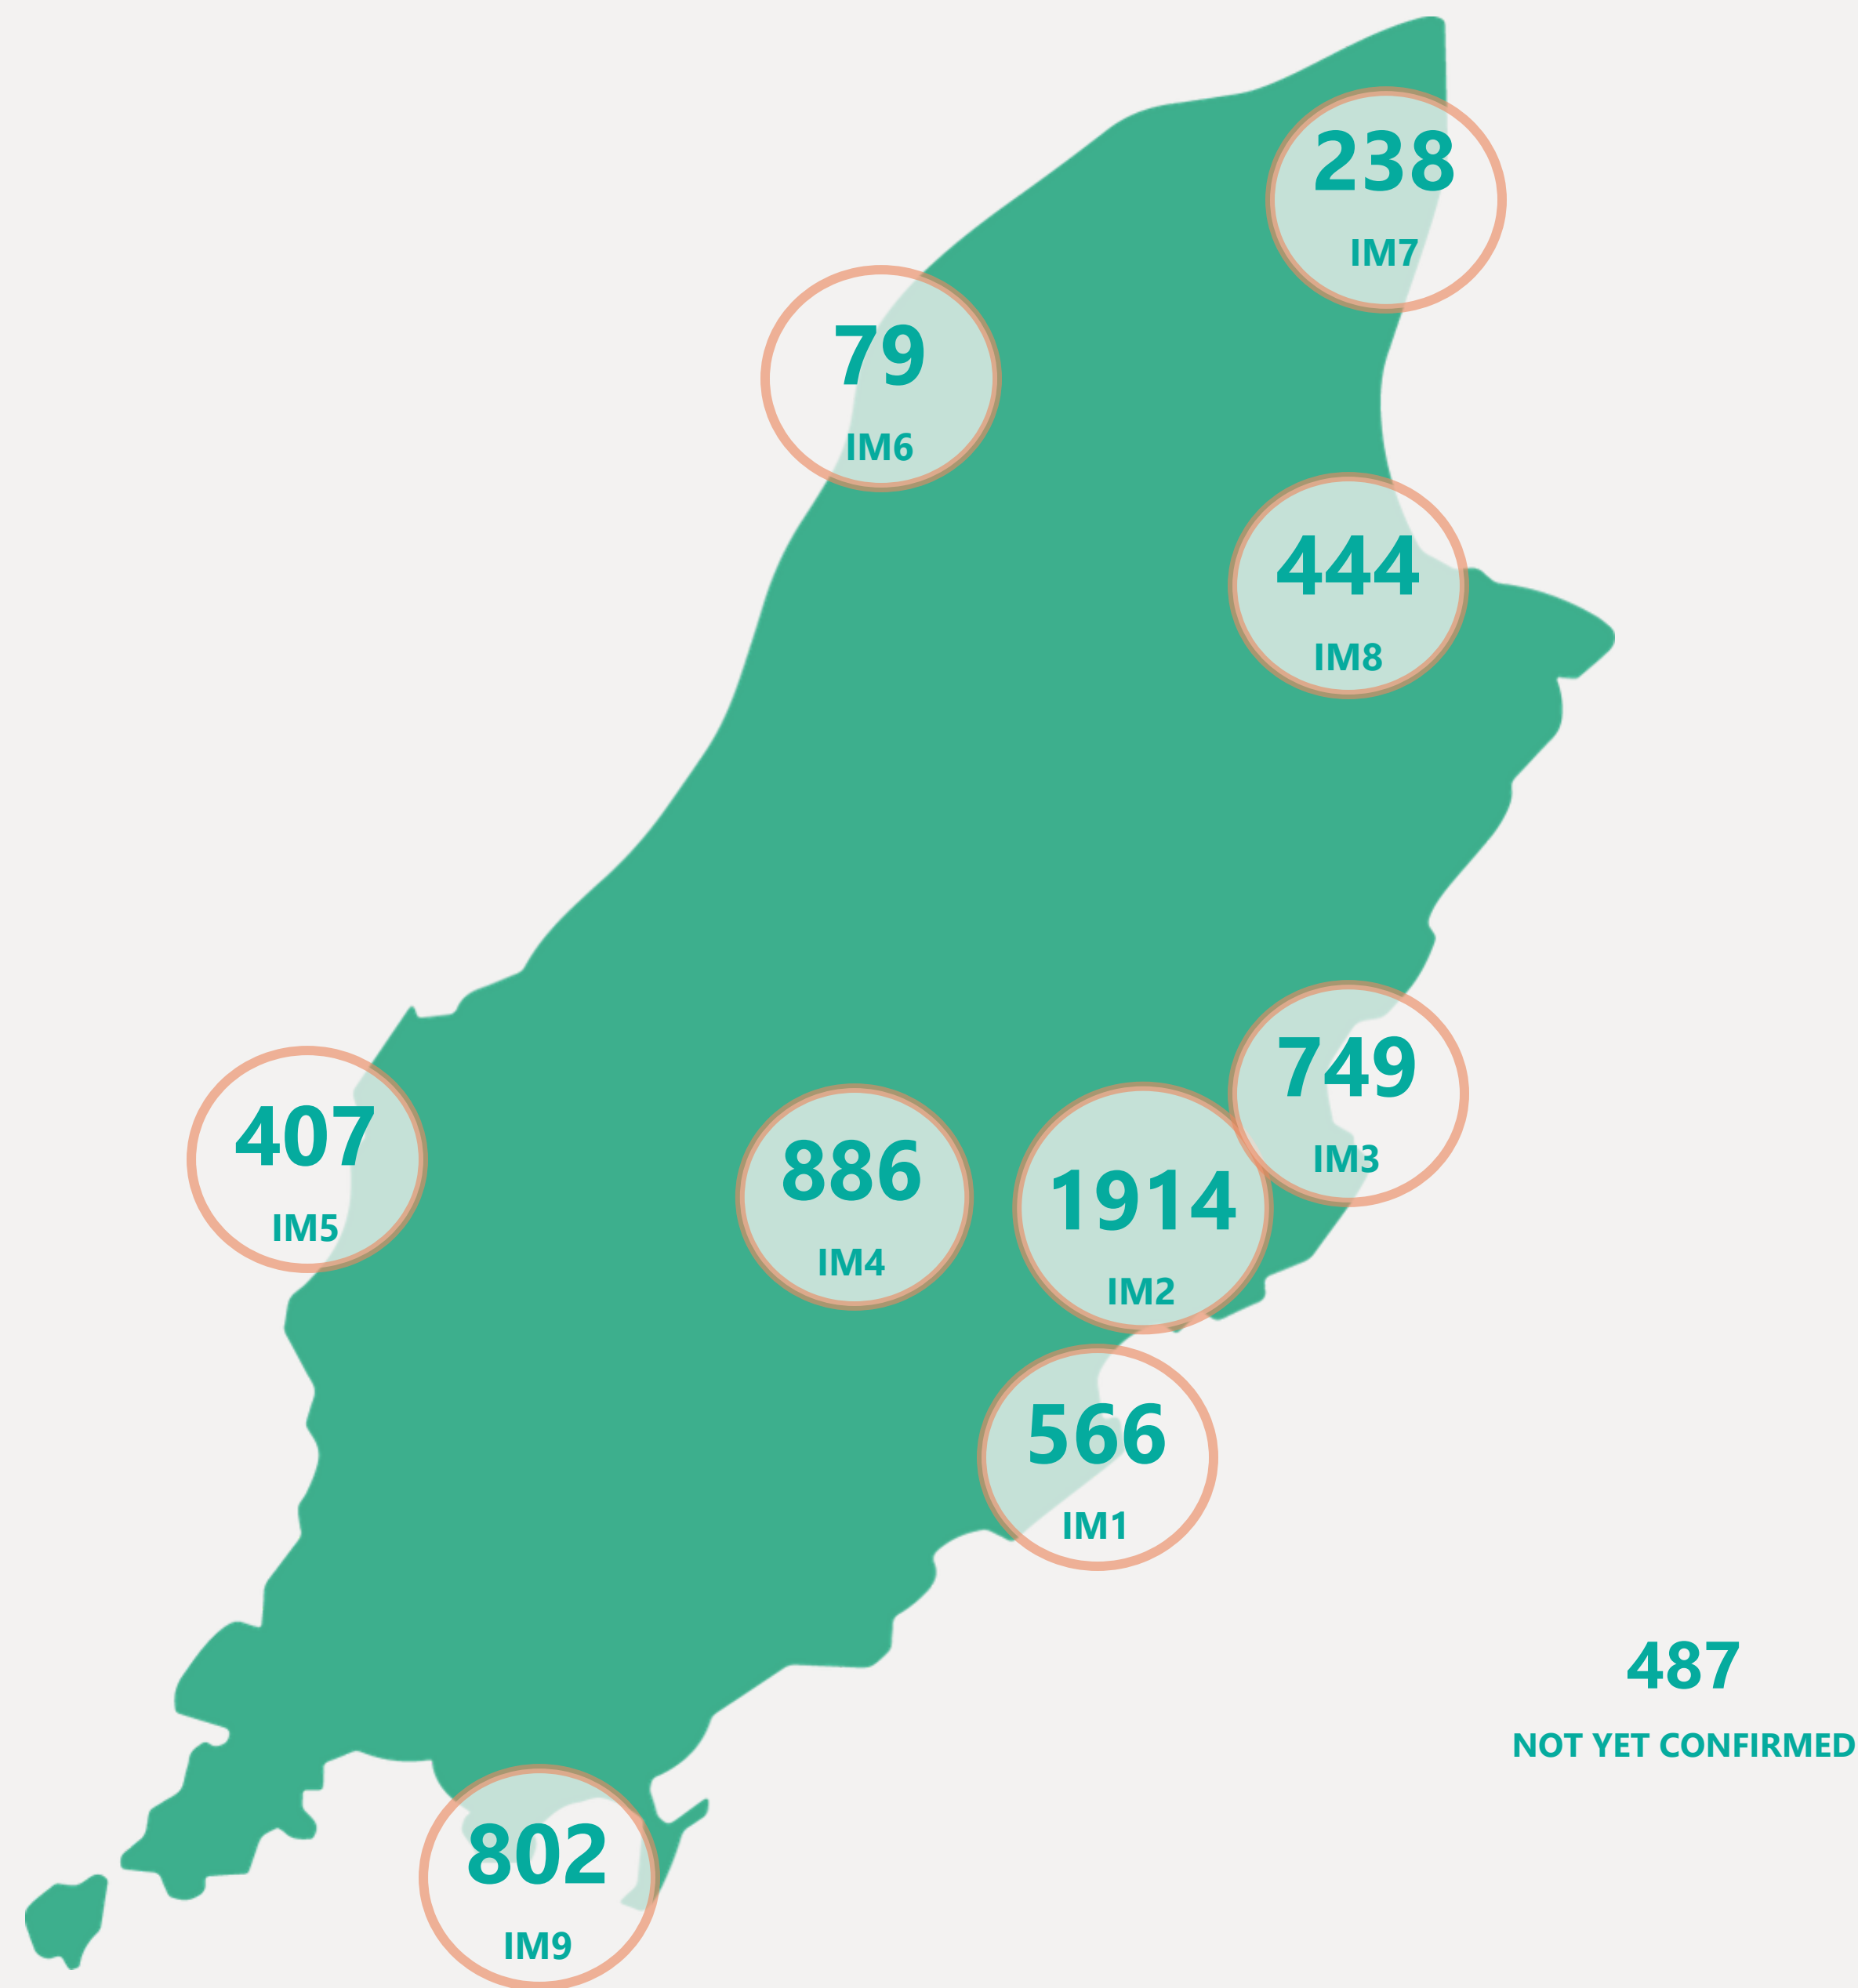 238
IM7
79
IM6
444
IM8
749
IM3
407
IM5
886
IM4
1914
IM2
566
IM1
487
NOT YET CONFIRMED
802
IM9